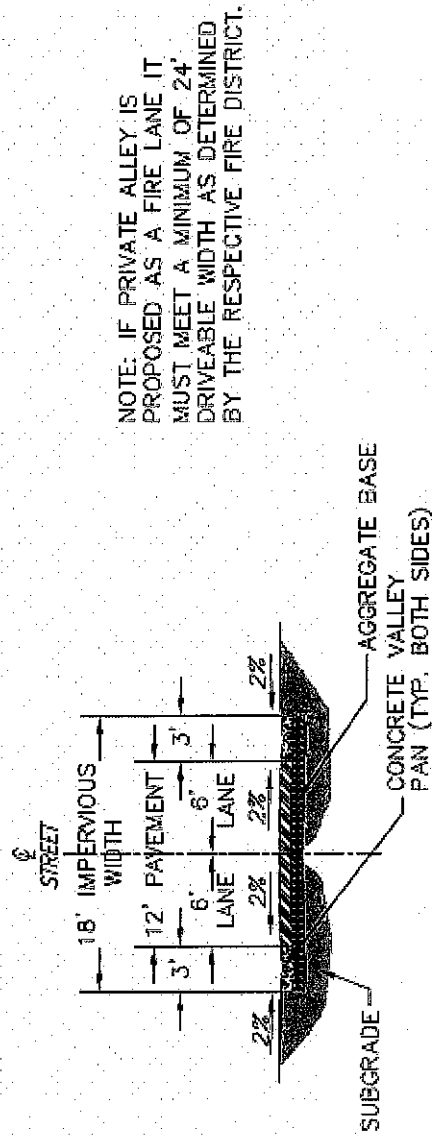 ℄
STREET
18' IMPERVIOUS
WIDTH
12' PAVEMENT
3' 6' 6' 3'
LANE LANE
2% 2% 2% 2%
SUBGRADE
AGGREGATE BASE
CONCRETE VALLEY
PAN (TYP. BOTH SIDES)
NOTE: IF PRIVATE ALLEY IS
PROPOSED AS A FIRE LANE IT
MUST MEET A MINIMUM OF 24'
DRIVEABLE WIDTH AS DETERMINED
BY THE RESPECTIVE FIRE DISTRICT.